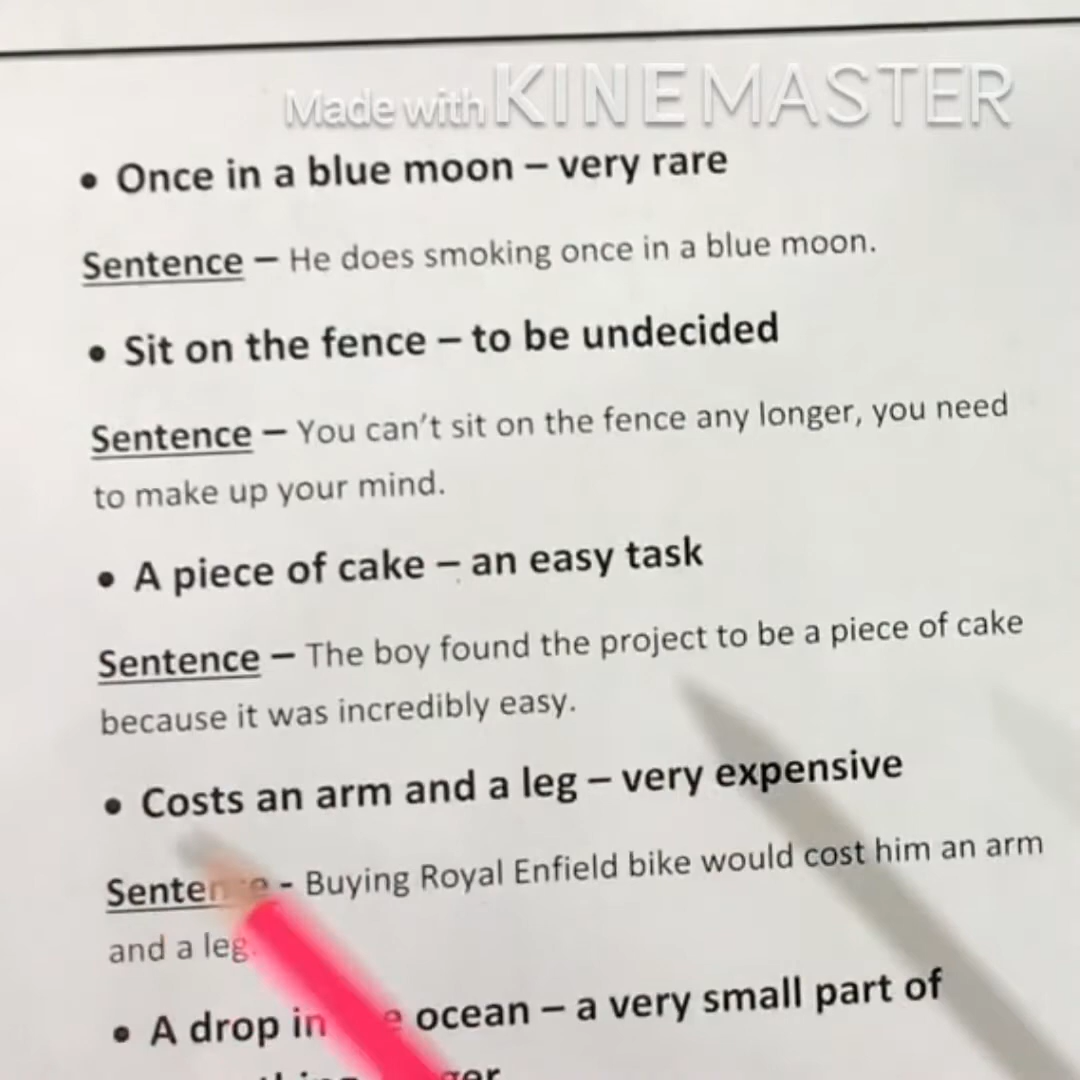 Made with KINEMASTER
• Once in a blue moon – very rare
Sentence – He does smoking once in a blue moon.
• Sit on the fence – to be undecided
Sentence – You can't sit on the fence any longer, you need
to make up your mind.
• A piece of cake – an easy task
Sentence – The boy found the project to be a piece of cake
because it was incredibly easy.
• Costs an arm and a leg – very expensive
Sentence - Buying Royal Enfield bike would cost him an arm
and a leg.
• A drop in ocean – a very small part of